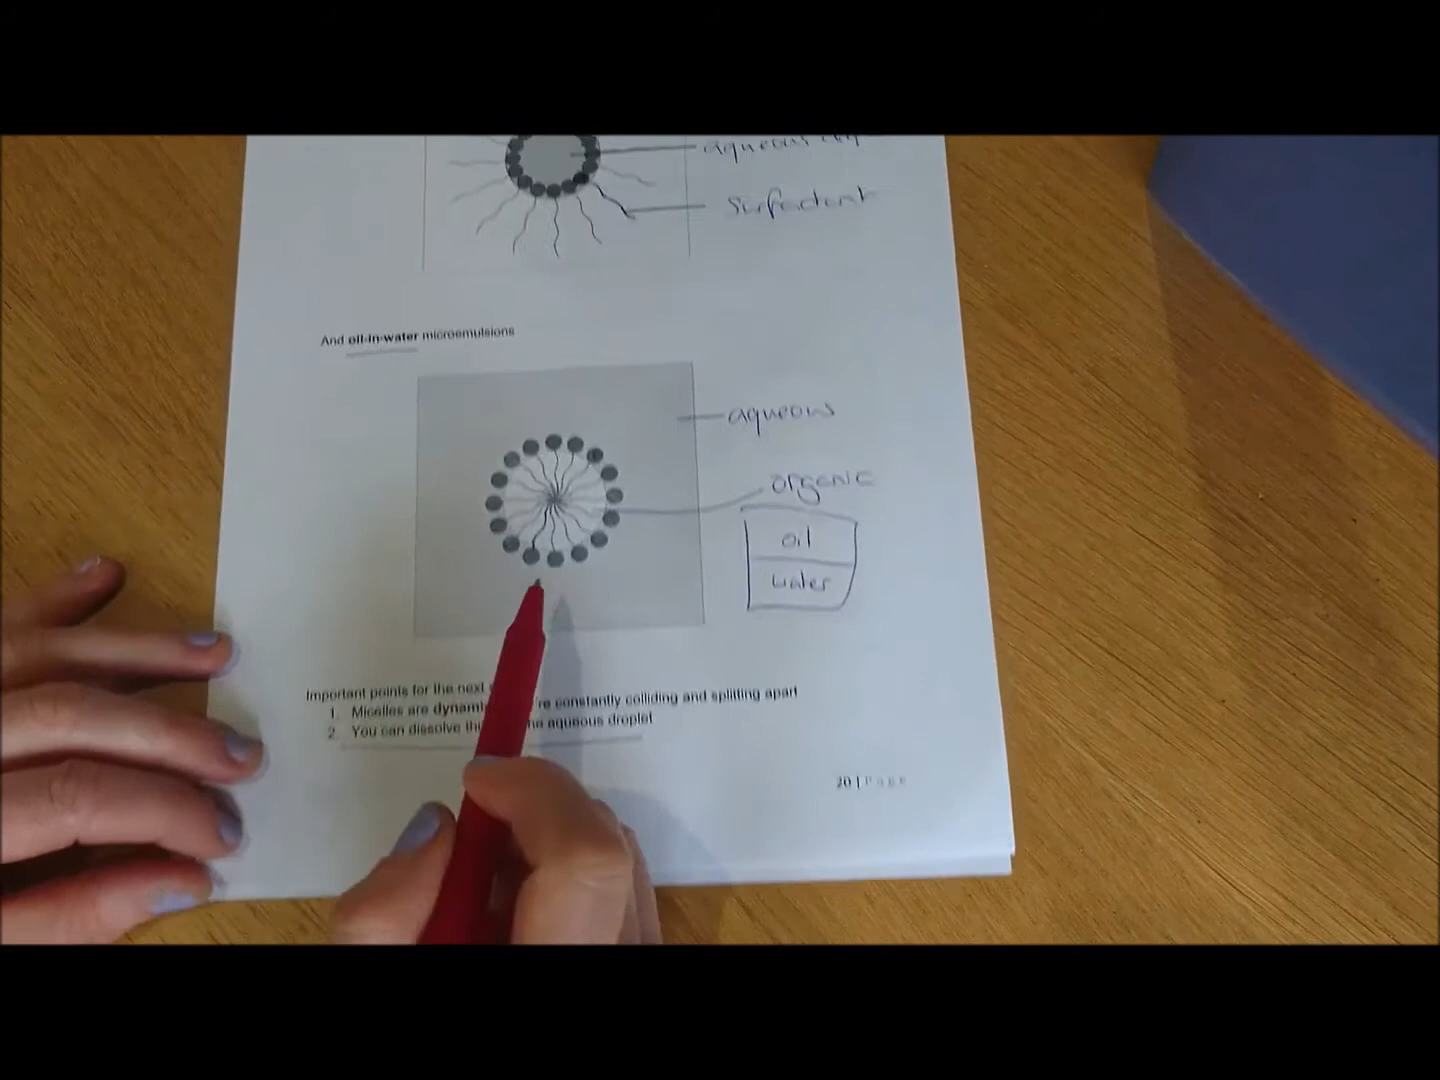 aqueous
Surfactant
And oil-in-water microemulsions
aqueous
organic
oil
water
Important points for the next
1. Micelles are constantly colliding and splitting apart
2. You can dissolve aqueous droplet
20 | Page